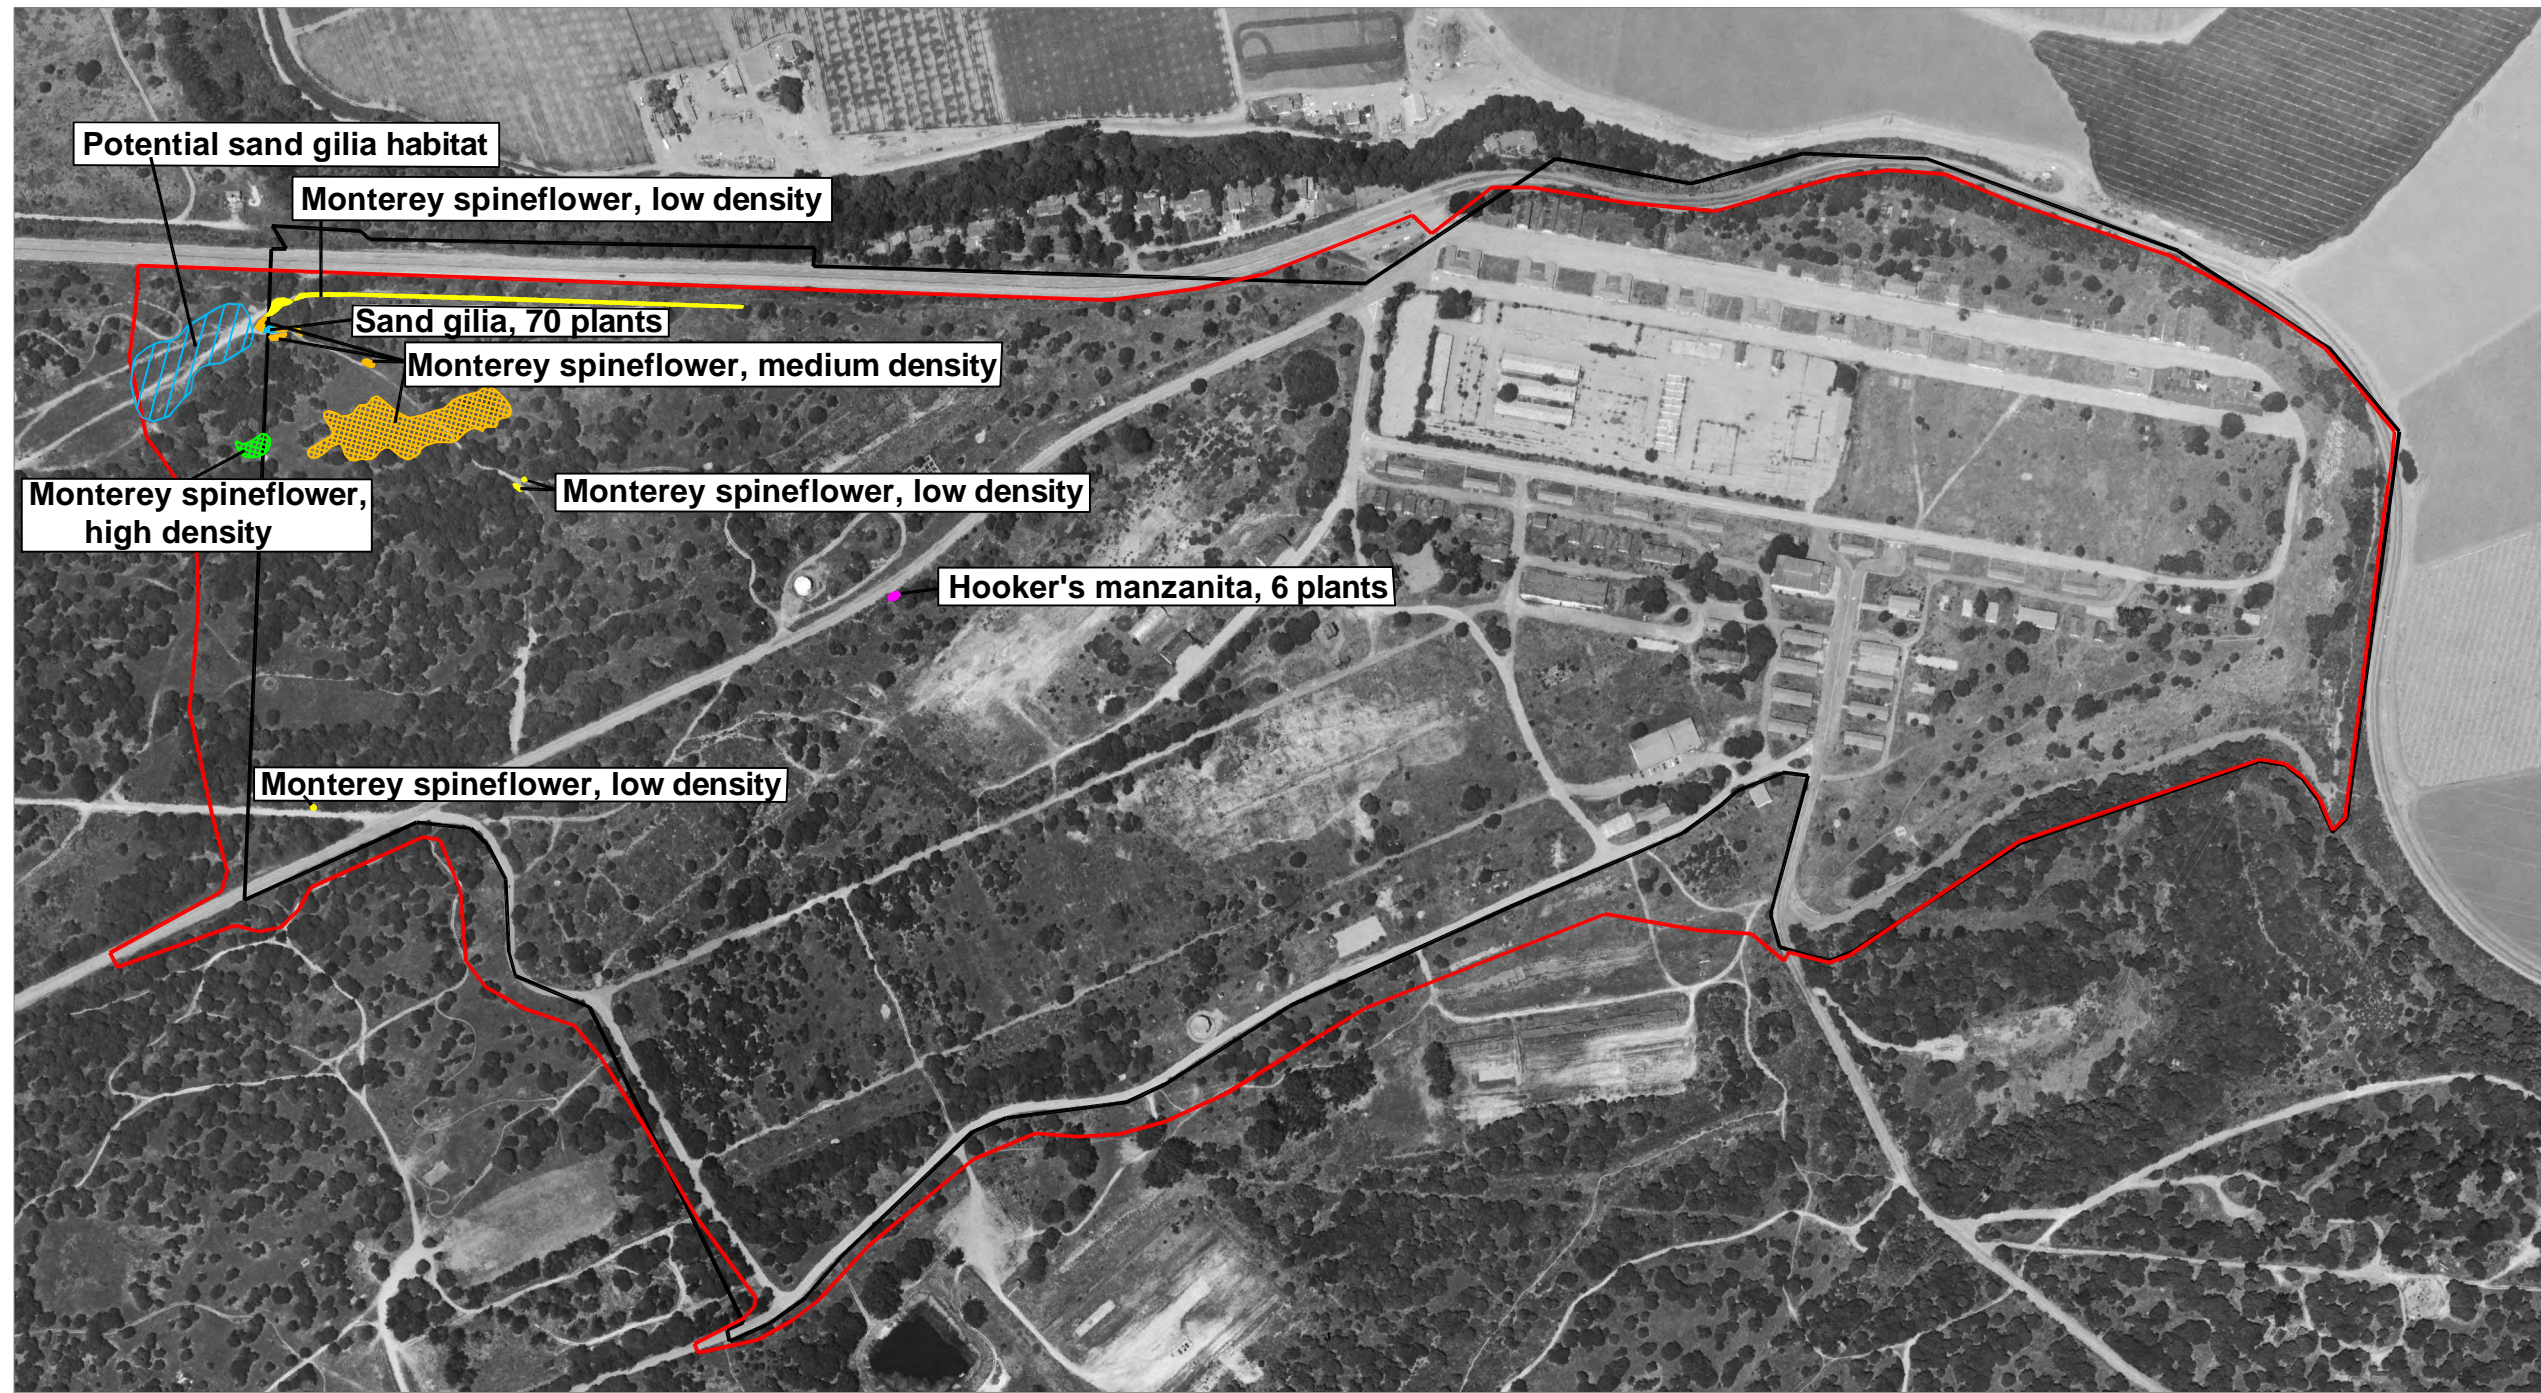 Potential sand gilia habitat
Monterey spineflower, low density
Sand gilia, 70 plants
Monterey spineflower, medium density
Monterey spineflower, low density
Monterey spineflower,
high density
Hooker's manzanita, 6 plants
Monterey spineflower, low density